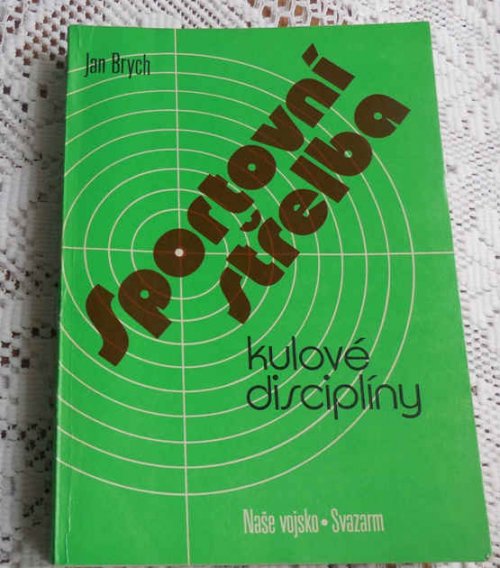 Jan Brych
Sportovní
střelba
kulové
disciplíny
Naše vojsko • Svazarm